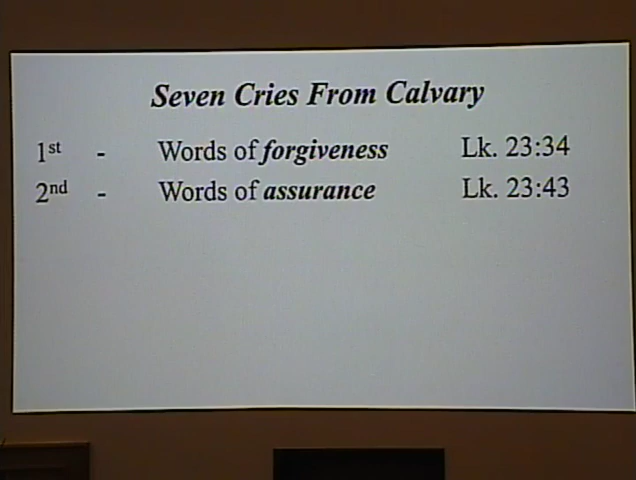 Seven Cries From Calvary
1st - Words of forgiveness Lk. 23:34
2nd - Words of assurance Lk. 23:43